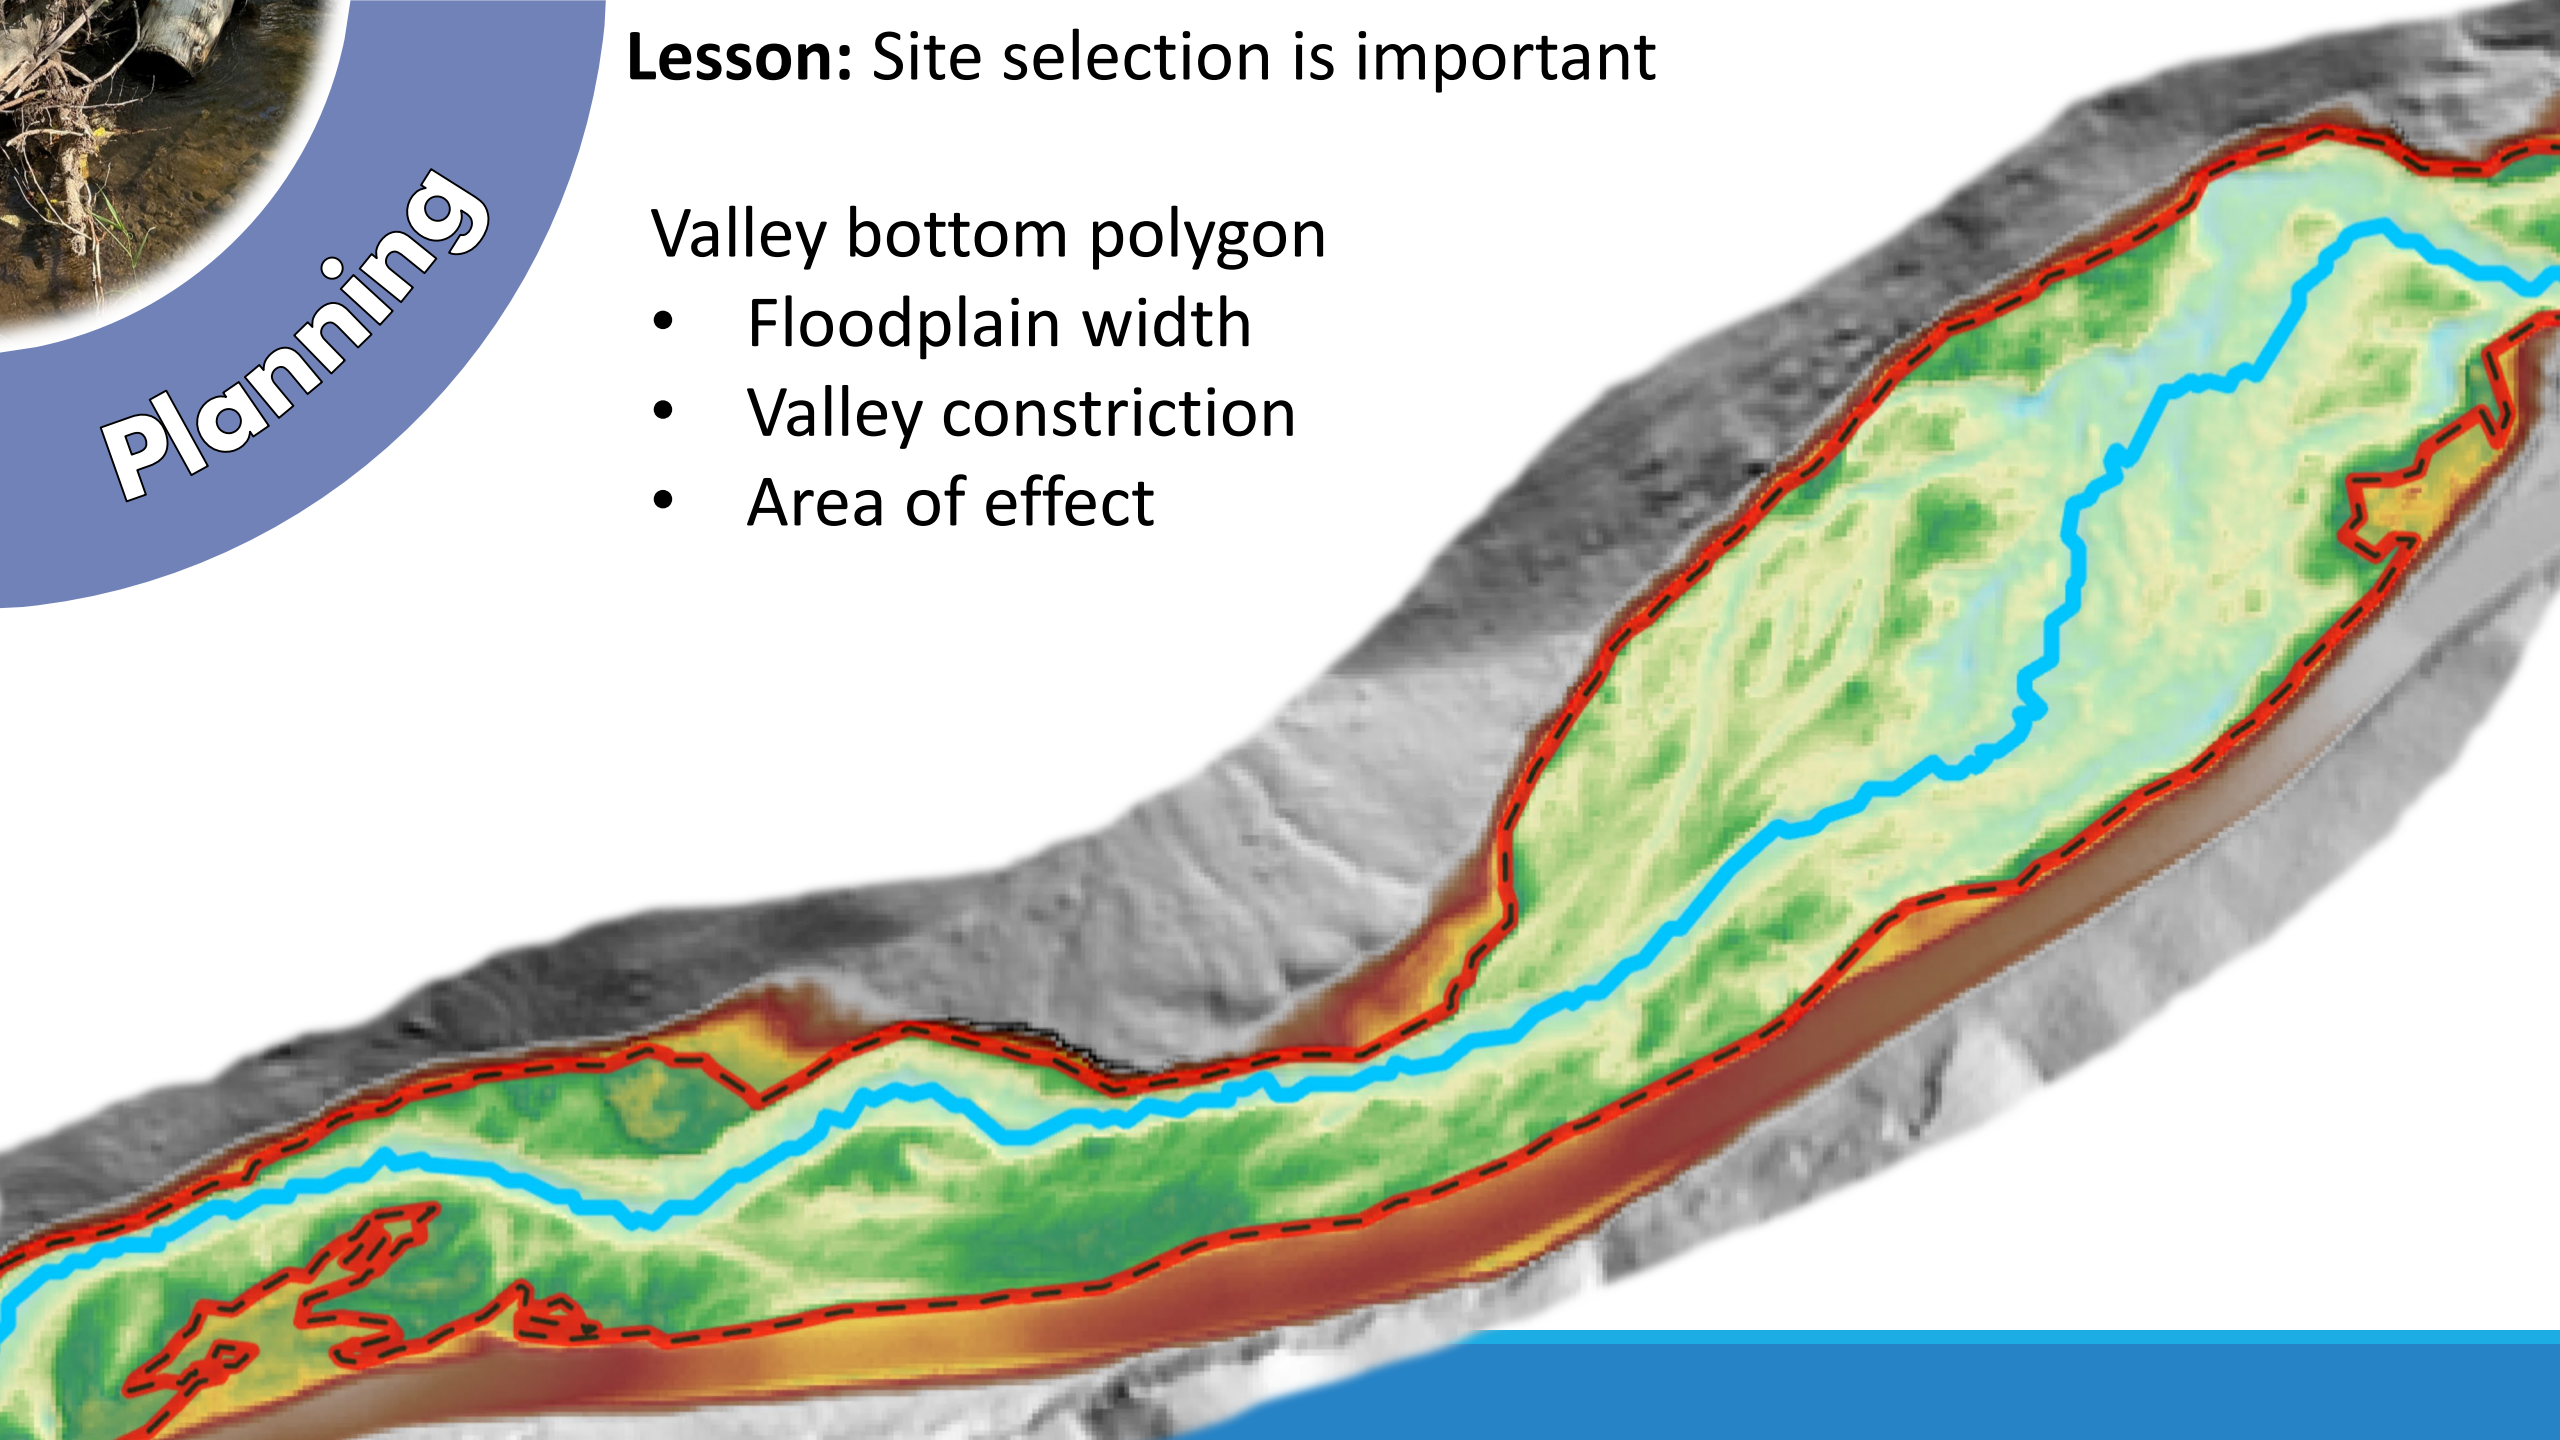 Lesson: Site selection is important
Planning
Valley bottom polygon
• Floodplain width
• Valley constriction
• Area of effect